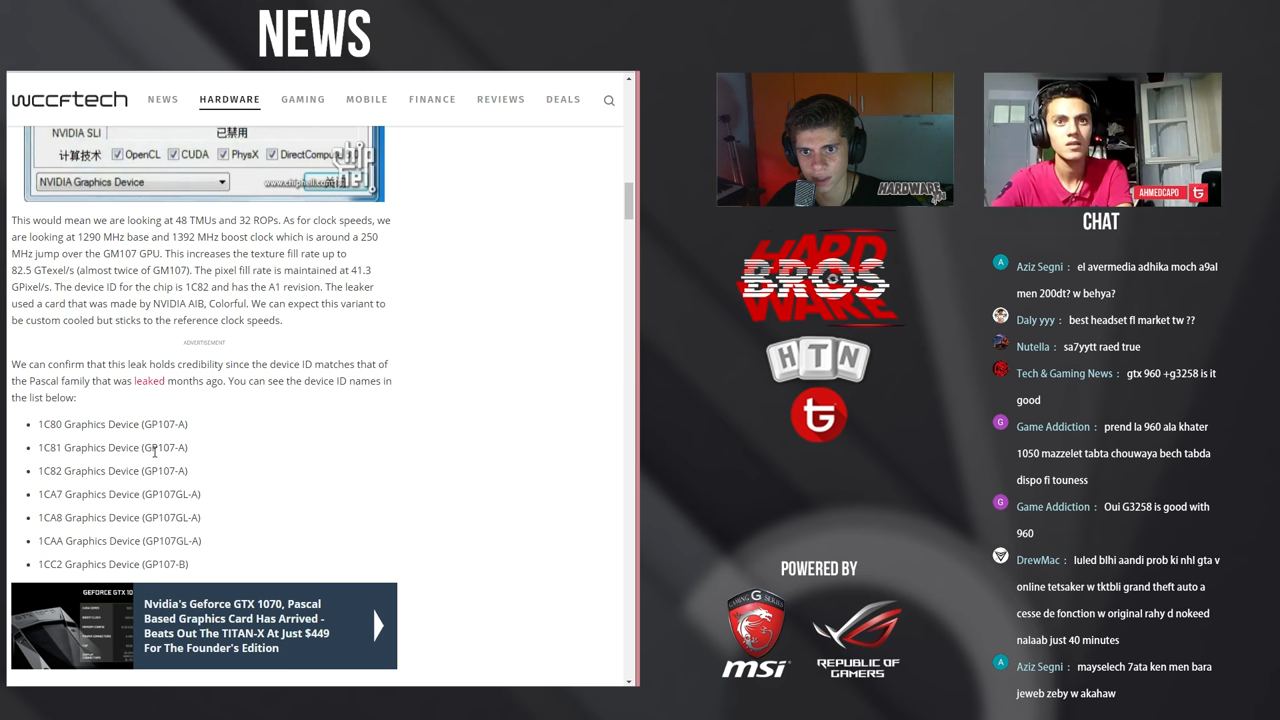 NEWS
WCCFTECH NEWS HARDWARE GAMING MOBILE FINANCE REVIEWS DEALS
NVIDIA SLI 已禁用
计算技术 OpenCL CUDA PhysX DirectCompu
chip hell
NVIDIA Graphics Device www.chiphell.com
This would mean we are looking at 48 TMUs and 32 ROPs. As for clock speeds, we
are looking at 1290 MHz base and 1392 MHz boost clock which is around a 250
MHz jump over the GM107 GPU. This increases the texture fill rate up to
82.5 GTexel/s (almost twice of GM107). The pixel fill rate is maintained at 41.3
GPixel/s. The device ID for the chip is 1C82 and has the A1 revision. The leaker
used a card that was made by NVIDIA AIB, Colorful. We can expect this variant to
be custom cooled but sticks to the reference clock speeds.
ADVERTISEMENT
We can confirm that this leak holds credibility since the device ID matches that of
the Pascal family that was leaked months ago. You can see the device ID names in
the list below:
1C80 Graphics Device (GP107-A)
1C81 Graphics Device (GP107-A)
1C82 Graphics Device (GP107-A)
1CA7 Graphics Device (GP107GL-A)
1CA8 Graphics Device (GP107GL-A)
1CAA Graphics Device (GP107GL-A)
1CC2 Graphics Device (GP107-B)
GEFORCE GTX 10
Nvidia's Geforce GTX 1070, Pascal
Based Graphics Card Has Arrived -
Beats Out The TITAN-X At Just $449
For The Founder's Edition
HARDWARE
AHMEDCAPO
HARD
BROS
WARE
HTN
tG
POWERED BY
GAMING G SERIES
msi
REPUBLIC OF
GAMERS
CHAT
Aziz Segni : el avermedia adhika moch a9al
men 200dt? w behya?
Daly yyy : best headset fl market tw ??
Nutella : sa7yytt raed true
Tech & Gaming News : gtx 960 +g3258 is it
good
Game Addiction : prend la 960 ala khater
1050 mazzelet tabta chouwaya bech tabda
dispo fi touness
Game Addiction : Oui G3258 is good with
960
DrewMac : luled blhi aandi prob ki nhl gta v
online tetsaker w tktbli grand theft auto a
cesse de fonction w original rahy d nokeed
nalaab just 40 minutes
Aziz Segni : mayselech 7ata ken men bara
jeweb zeby w akahaw